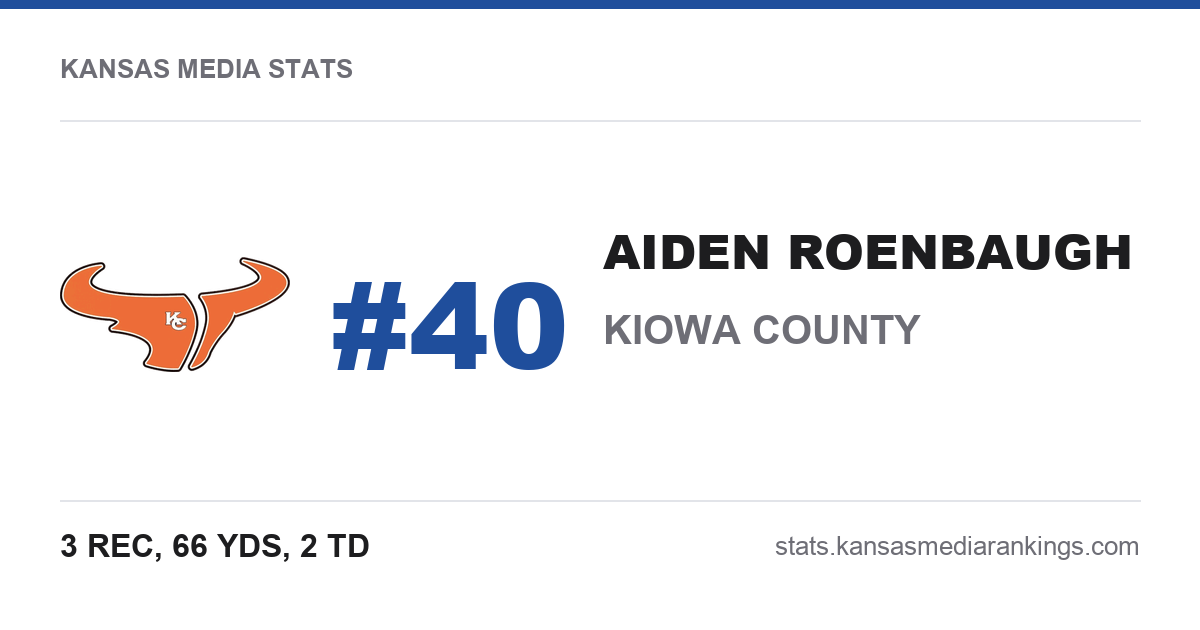 KANSAS MEDIA STATS
KC
#40
AIDEN ROENBAUGH
KIOWA COUNTY
3 REC, 66 YDS, 2 TD
stats.kansasmediarankings.com